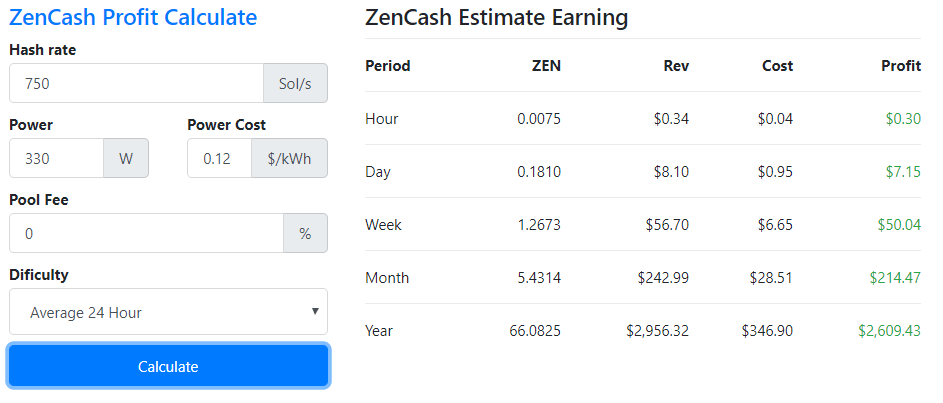 ZenCash Profit Calculate
Hash rate
750 Sol/s
Power Power Cost
330 W 0.12 $/kWh
Pool Fee
0 %
Dificulty
Average 24 Hour
Calculate
ZenCash Estimate Earning
Period ZEN Rev Cost Profit
Hour 0.0075 $0.34 $0.04 $0.30
Day 0.1810 $8.10 $0.95 $7.15
Week 1.2673 $56.70 $6.65 $50.04
Month 5.4314 $242.99 $28.51 $214.47
Year 66.0825 $2,956.32 $346.90 $2,609.43